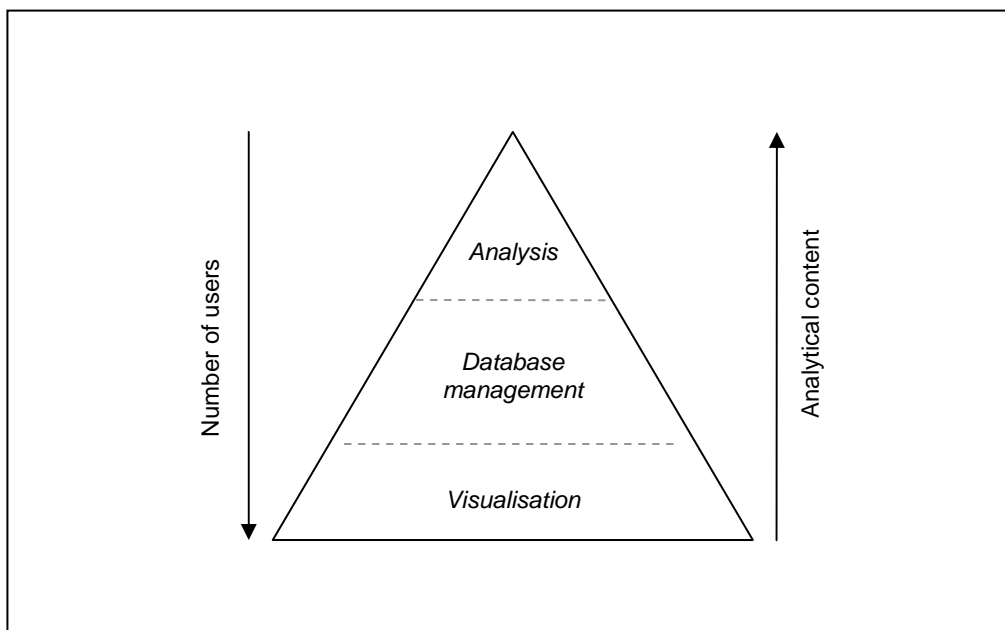 Number of users
Analysis
Database
management
Visualisation
Analytical content